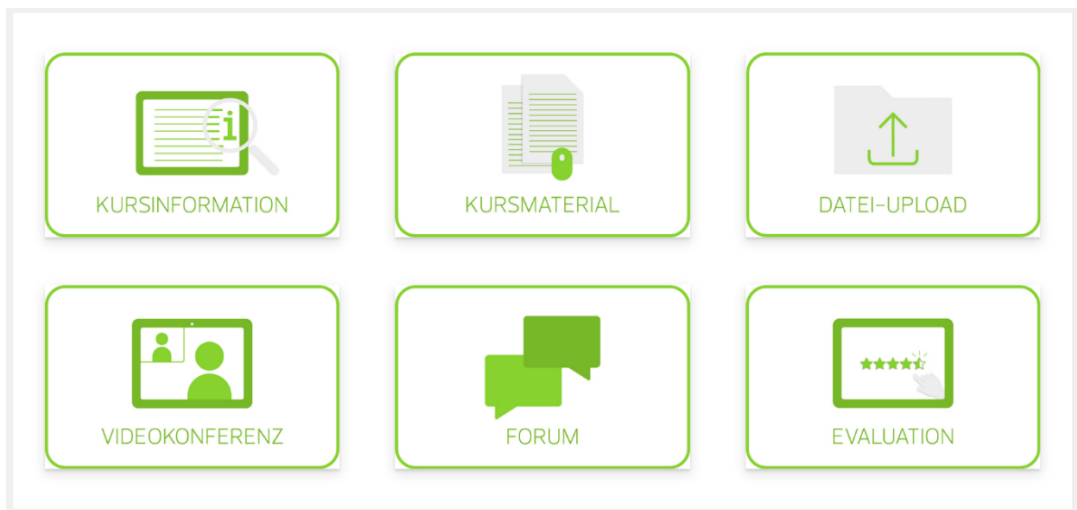 KURSINFORMATION
KURSMATERIAL
DATEI-UPLOAD
VIDEOKONFERENZ
FORUM
EVALUATION